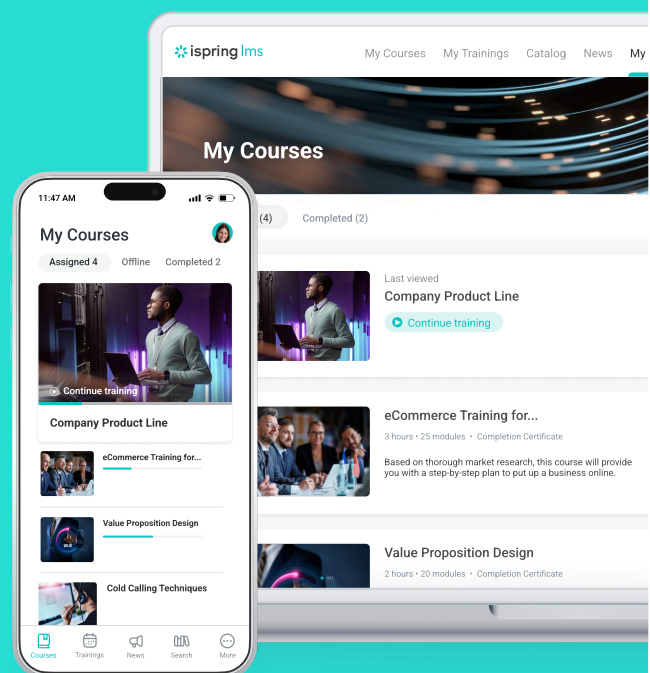 ispring lms
My Courses My Trainings Catalog News My
My Courses
(4) Completed (2)
Last viewed
Company Product Line
Continue training
eCommerce Training for...
3 hours • 25 modules • Completion Certificate
Based on thorough market research, this course will provide
you with a step-by-step plan to put up a business online.
Value Proposition Design
2 hours • 20 modules • Completion Certificate
11:47 AM
My Courses
Assigned 4 Offline Completed 2
Continue training
Company Product Line
eCommerce Training for...
Value Proposition Design
Cold Calling Techniques
Courses Trainings News Search More